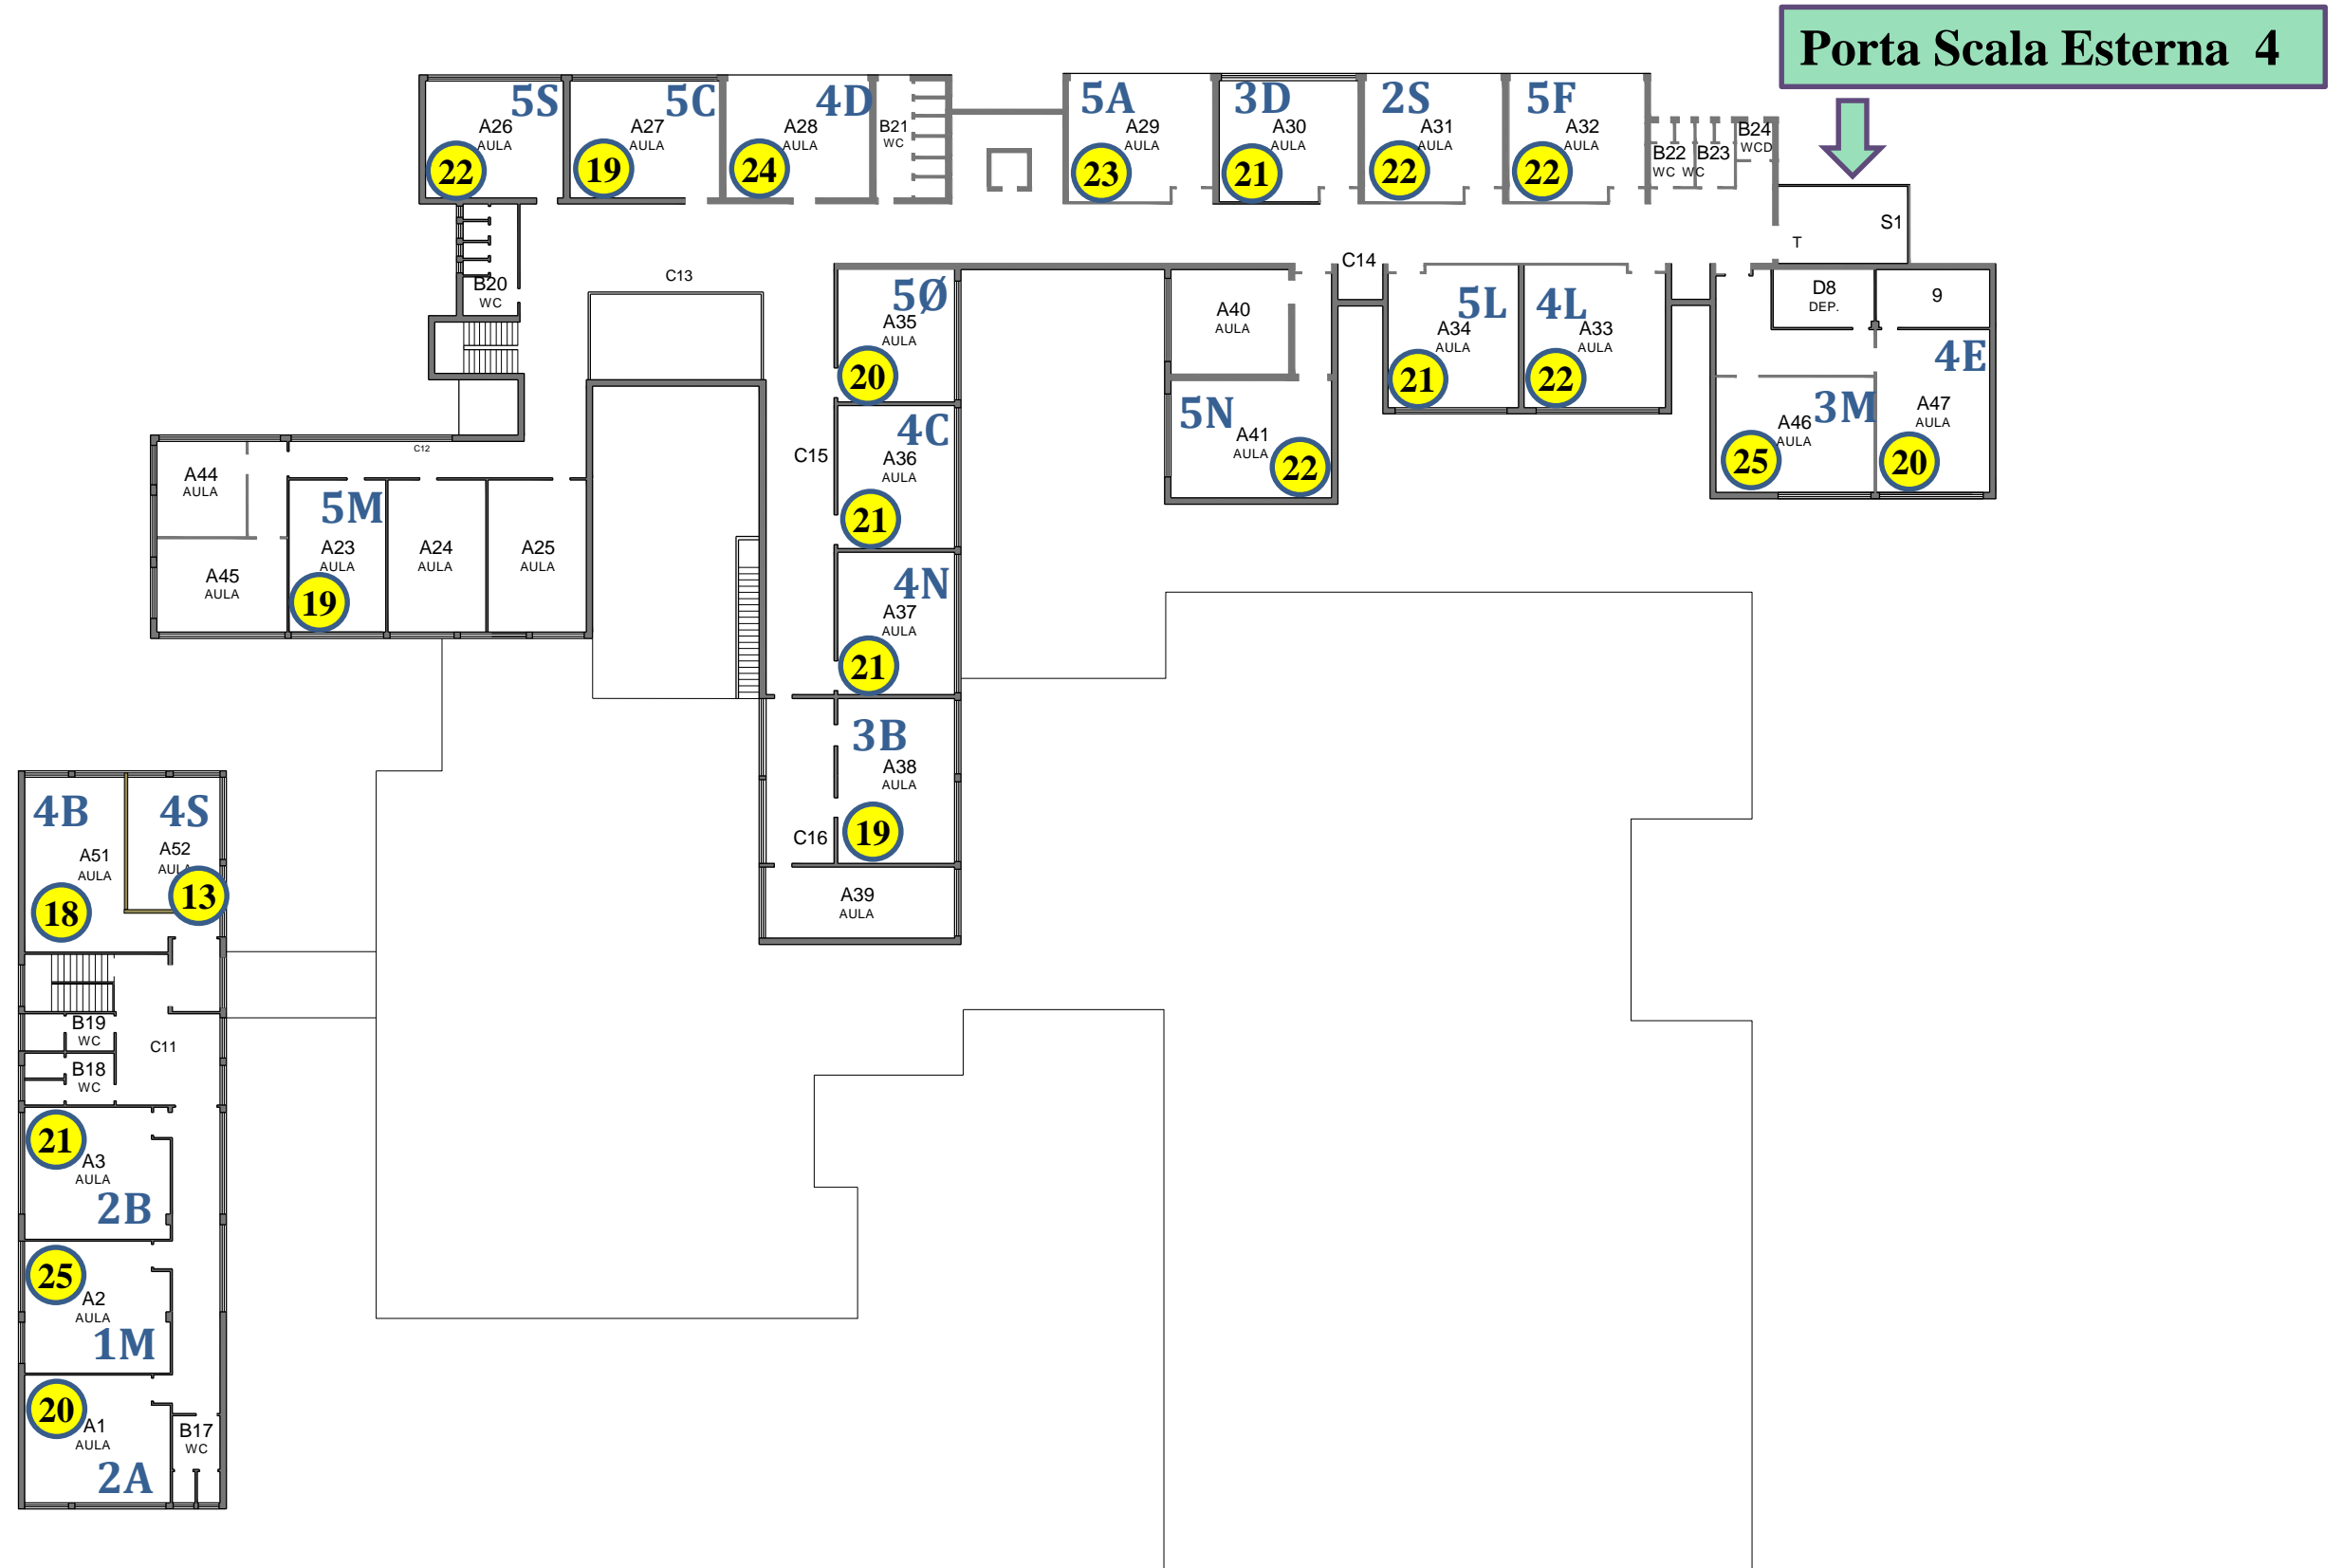 Porta Scala Esterna 4
5S
A26
AULA
22
5C
A27
AULA
19
4D
A28
AULA
24
B21
WC
5A
A29
AULA
23
3D
A30
AULA
21
2S
A31
AULA
22
5F
A32
AULA
22
B22
WC
B23
WC
B24
WCD
S1
T
B20
WC
C13
C14
5Ø
A35
AULA
20
A40
AULA
5L
A34
AULA
21
4L
A33
AULA
22
D8
DEP.
9
4E
A47
AULA
20
3M
A46
AULA
25
5N
A41
AULA
22
4C
A36
AULA
21
C15
C12
A44
AULA
A45
AULA
5M
A23
AULA
19
A24
AULA
A25
AULA
4N
A37
AULA
21
3B
A38
AULA
19
C16
A39
AULA
4B
A51
AULA
18
4S
A52
AULA
13
B19
WC
C11
B18
WC
21
A3
AULA
2B
25
A2
AULA
1M
20
A1
AULA
2A
B17
WC